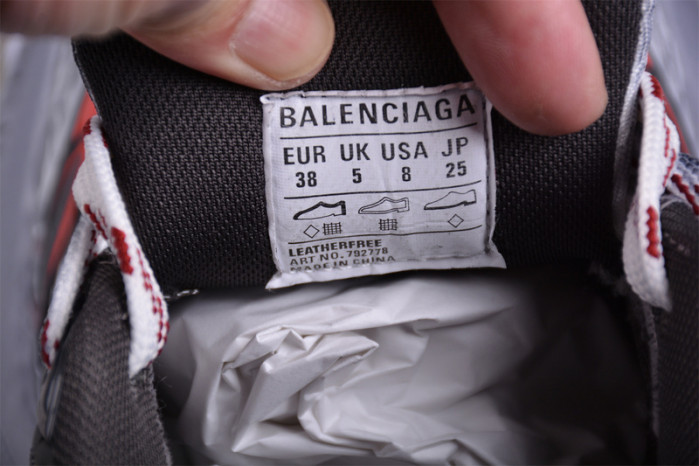 BALENCIAGA
EUR UK USA JP
38 5 8 25
LEATHERFREE
ART NO. 792778
MADE IN CHINA